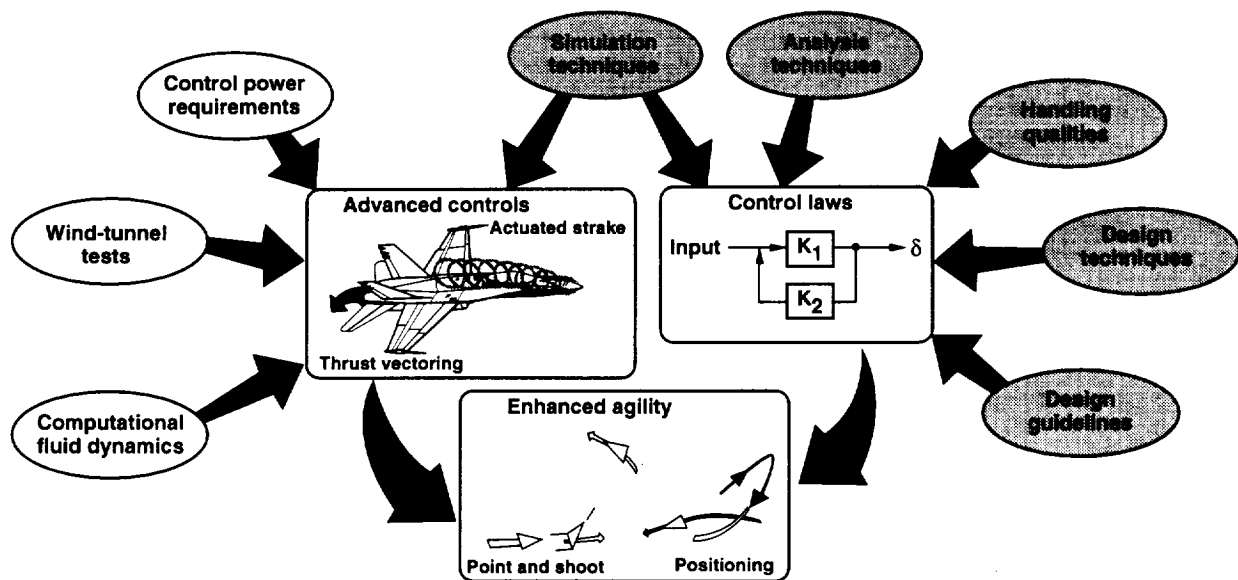 Simulation
techniques
Analysis
techniques
Control power
requirements
Handling
qualities
Advanced controls
Actuated strake
Control laws
Wind-tunnel
tests
Input
K1
δ
K2
Design
techniques
Thrust vectoring
Computational
fluid dynamics
Enhanced agility
Design
guidelines
Point and shoot
Positioning